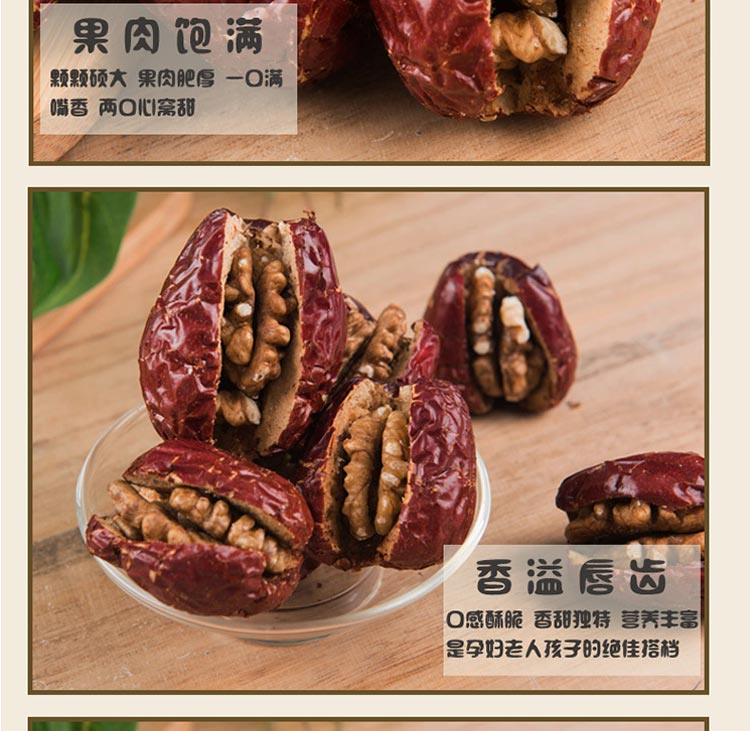 果肉饱满
颗颗硕大 果肉肥厚 一口满
嘴香 两口心窝甜
香溢唇齿
口感酥脆 香甜独特 营养丰富
是孕妇老人孩子的绝佳搭档